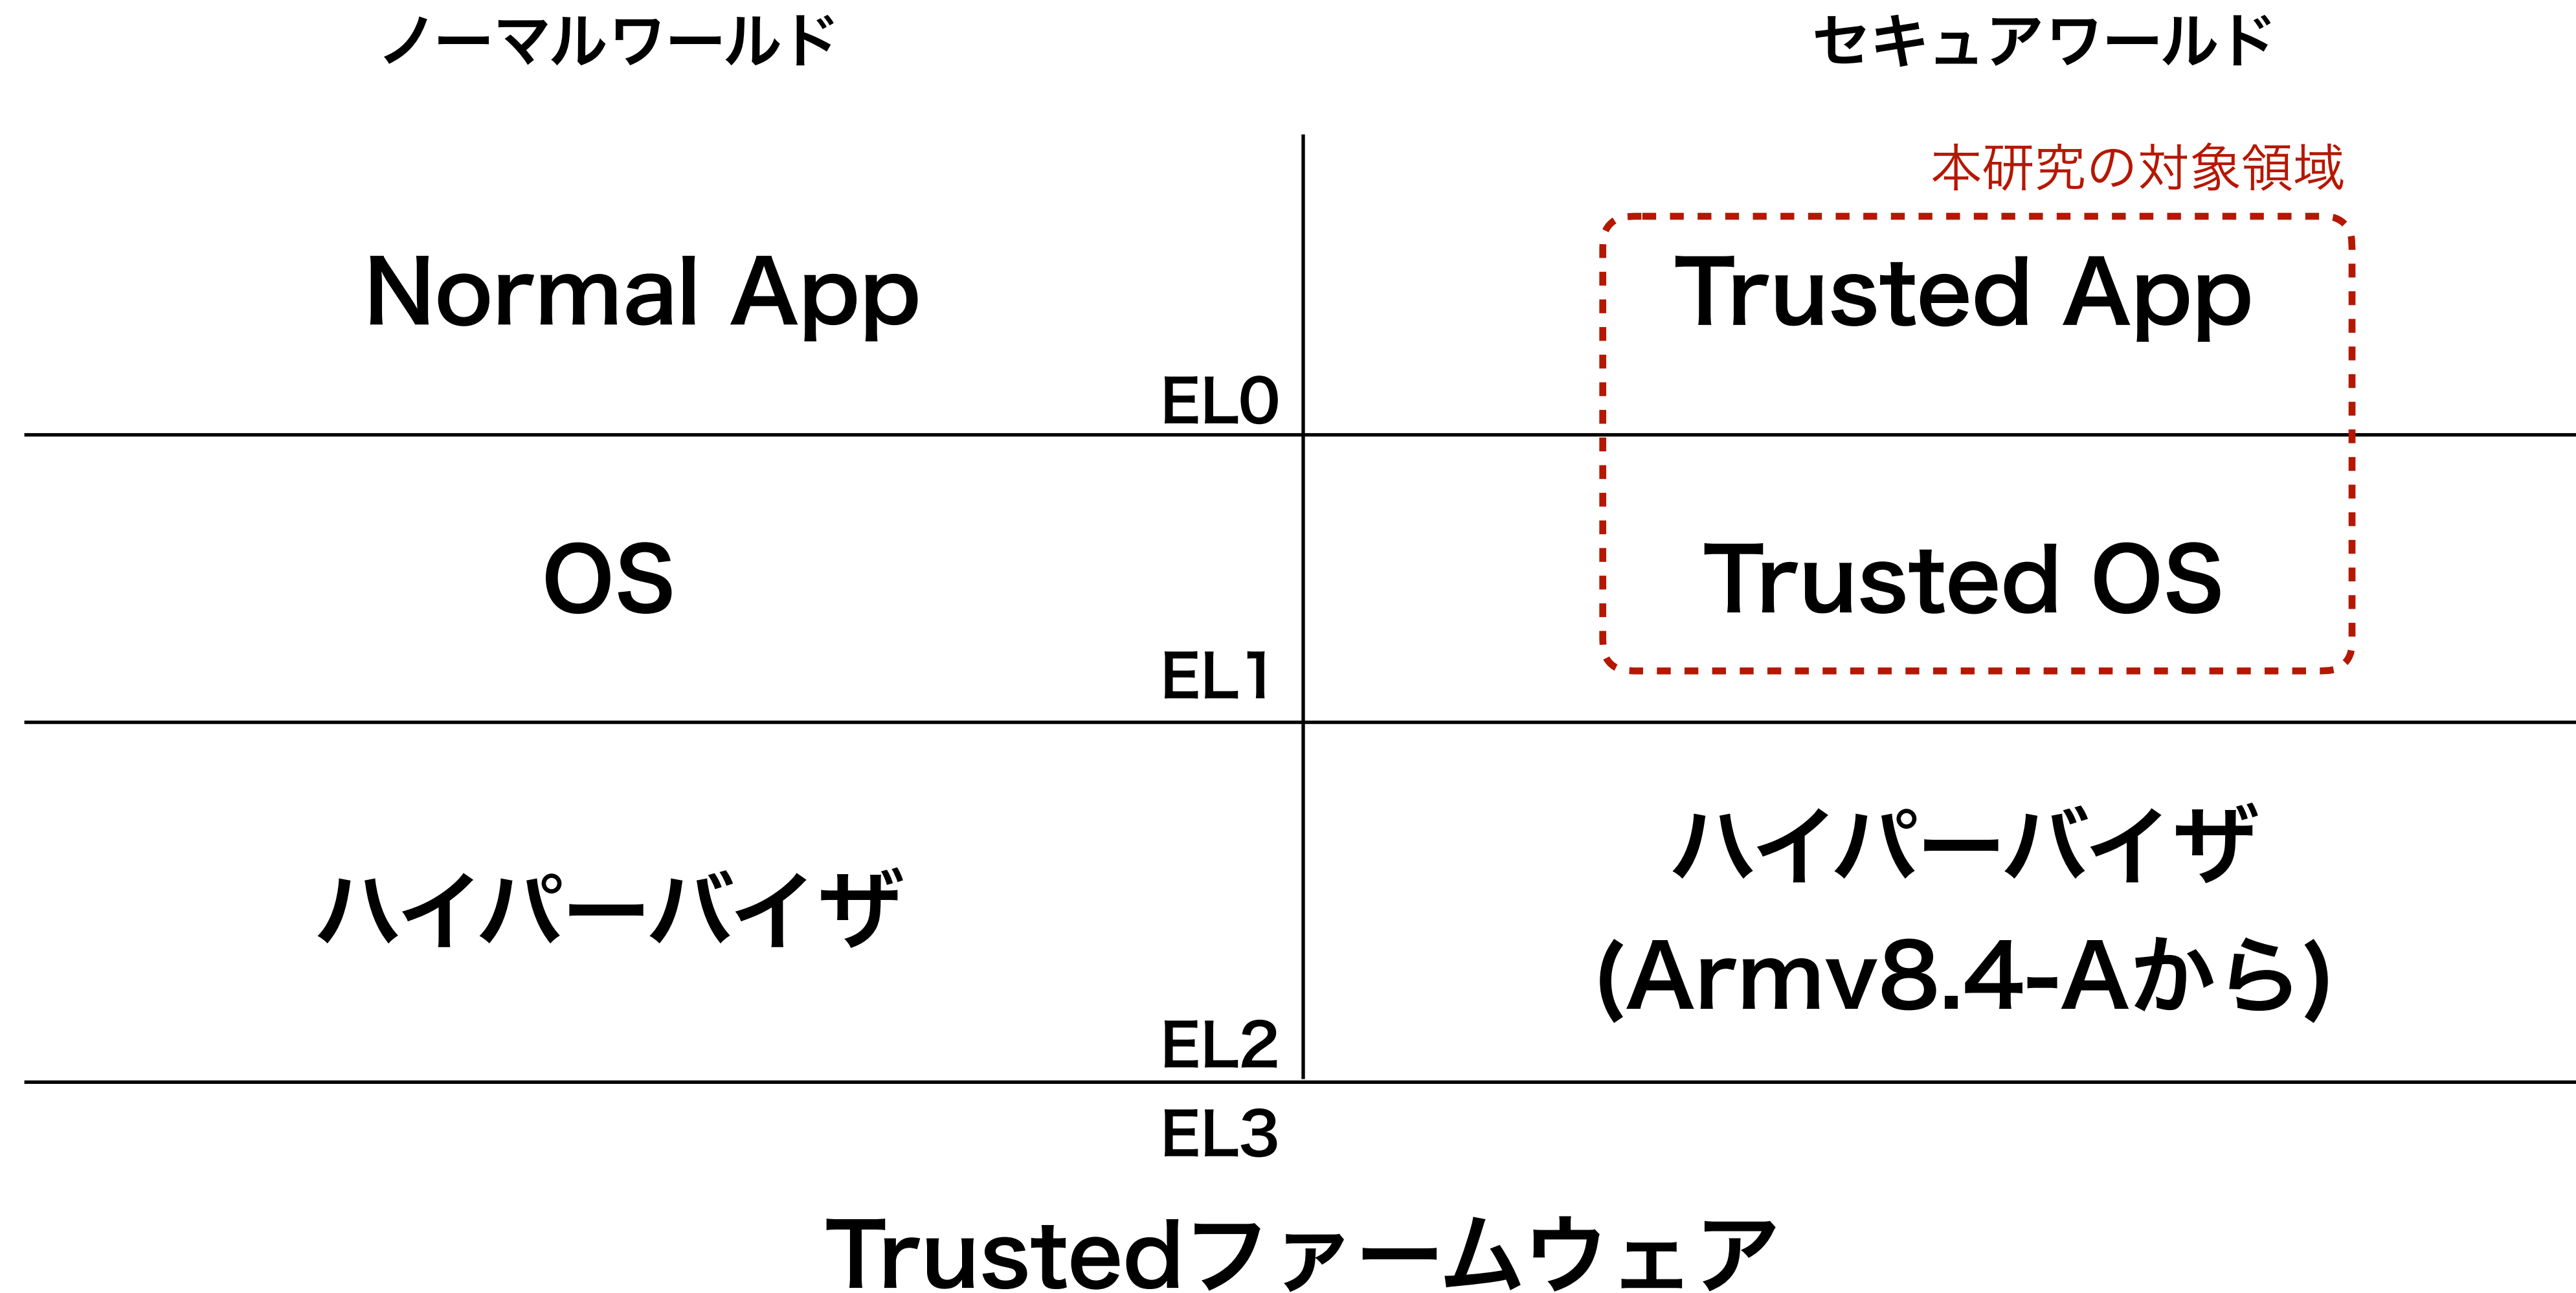 ノーマルワールド
セキュアワールド
本研究の対象領域
Normal App
Trusted App
EL0
OS
Trusted OS
EL1
ハイパーバイザ
ハイパーバイザ
(Armv8.4-Aから)
EL2
EL3
Trustedファームウェア